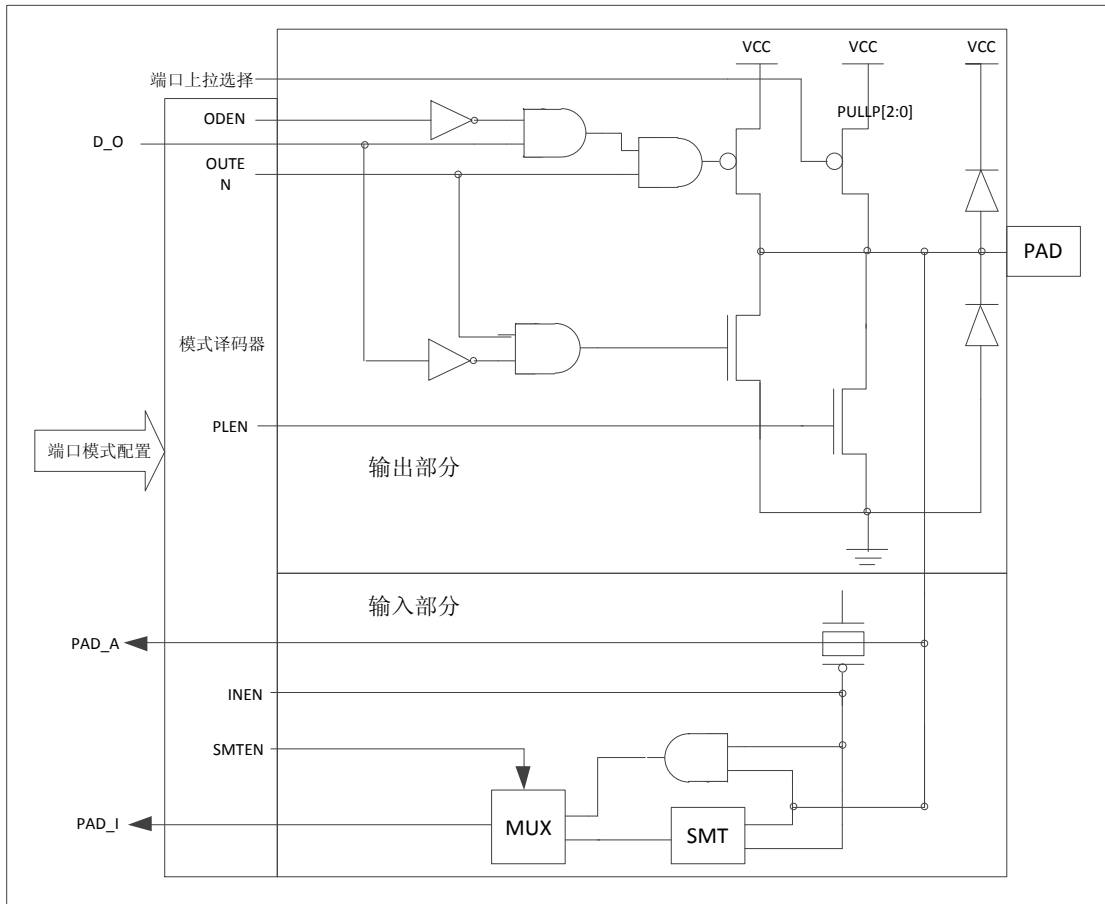 VCC
VCC
VCC
端口上拉选择
PULLP[2:0]
ODEN
D_O
OUTE
N
PAD
模式译码器
端口模式配置
PLEN
输出部分
输入部分
PAD_A
INEN
SMTEN
MUX
SMT
PAD_I